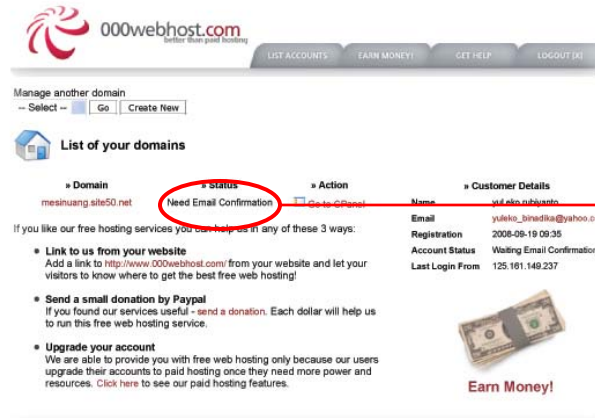 000webhost.com
better than paid hosting
LIST ACCOUNTS EARN MONEY! GET HELP LOGOUT [X]
Manage another domain
-- Select -- Go Create New
List of your domains
» Domain » Status » Action
mesinuang.site50.net Need Email Confirmation Go to CPanel
If you like our free hosting services you can help us in any of these 3 ways:
Link to us from your website
Add a link to http://www.000webhost.com/ from your website and let your
visitors to know where to get the best free web hosting!
Send a small donation by Paypal
If you found our services useful - send a donation. Each dollar will help us
to run this free web hosting service.
Upgrade your account
We are able to provide you with free web hosting only because our users
upgrade their accounts to paid hosting once they need more power and
resources. Click here to see our paid hosting features.
» Customer Details
Name yul eko rubiyanto
Email yuleko_binadika@yahoo.co
Registration 2008-09-19 09:35
Account Status Waiting Email Confirmation
Last Login From 125.161.149.237
Earn Money!